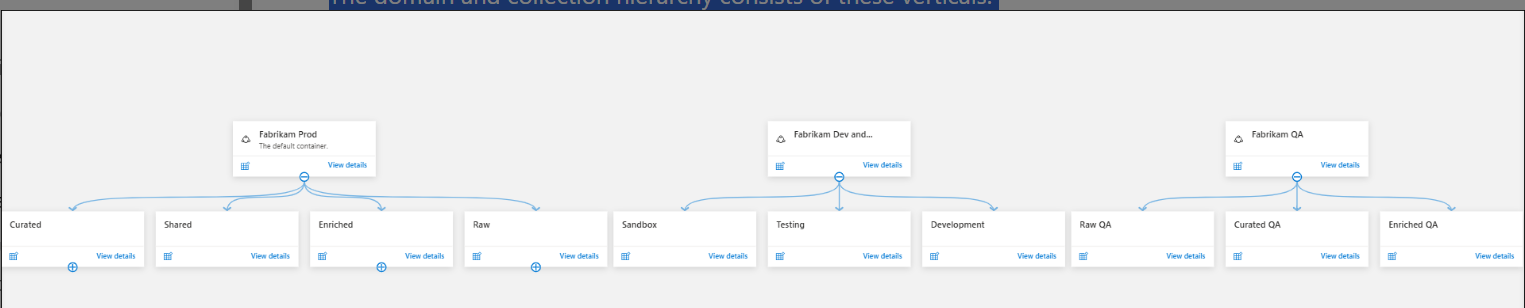 The domain and collection hierarchy consists of these verticals:
Fabrikam Prod
The default container.
View details
Fabrikam Dev and...
View details
Fabrikam QA
View details
Curated
View details
Shared
View details
Enriched
View details
Raw
View details
Sandbox
View details
Testing
View details
Development
View details
Raw QA
View details
Curated QA
View details
Enriched QA
View details